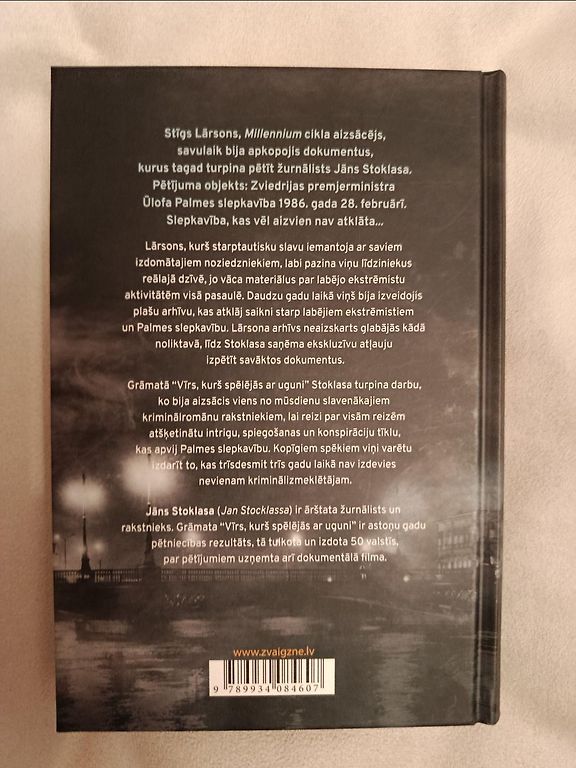 Stīgs Lārsons, Millennium cikla aizsācējs,
savulaik bija apkopojis dokumentus,
kurus tagad turpina pētīt žurnālists Jāns Stoklasa.
Pētījuma objekts: Zviedrijas premjerministra
Ūlofa Palmes slepkavība 1986. gada 28. februārī.
Slepkavība, kas vēl aizvien nav atklāta...
Lārsons, kurš starptautisku slavu iemantoja ar saviem
izdomātajiem noziedzniekiem, labi pazina viņu līdziniekus
reālajā dzīvē, jo vāca materiālus par labējo ekstrēmistu
aktivitātēm visā pasaulē. Daudzu gadu laikā viņš bija izveidojis
plašu arhīvu, kas atklāj saikni starp labējiem ekstrēmistiem
un Palmes slepkavību. Lārsona arhīvs neaizskarts glabājās kādā
noliktavā, līdz Stoklasa saņēma ekskluzīvu atļauju
izpētīt savāktos dokumentus.
Grāmatā “Vīrs, kurš spēlējās ar uguni” Stoklasa turpina darbu,
ko bija aizsācis viens no mūsdienu slavenākajiem
kriminālromānu rakstniekiem, lai reizi par visām reizēm
atšķetinātu intrigu, spiegošanas un konspirāciju tīklu,
kas apvij Palmes slepkavību. Kopīgiem spēkiem viņi varētu
izdarīt to, kas trīsdesmit trīs gadu laikā nav izdevies
nevienam kriminālizmeklētājam.
Jāns Stoklasa (Jan Stocklassa) ir ārštata žurnālists un
rakstnieks. Grāmata “Vīrs, kurš spēlējās ar uguni” ir astoņu gadu
pētniecības rezultāts, tā tulkota un izdota 50 valstīs,
par pētījumiem uzņemta arī dokumentālā filma.
www.zvaigzne.lv
9 789934 084607